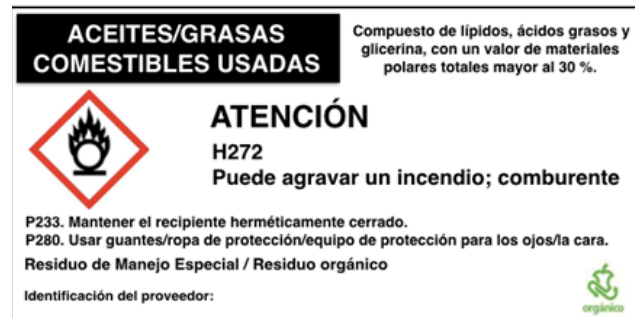 ACEITES/GRASAS
COMESTIBLES USADAS
Compuesto de lípidos, ácidos grasos y
glicerina, con un valor de materiales
polares totales mayor al 30 %.
ATENCIÓN
H272
Puede agravar un incendio; comburente
P233. Mantener el recipiente herméticamente cerrado.
P280. Usar guantes/ropa de protección/equipo de protección para los ojos/la cara.
Residuo de Manejo Especial / Residuo orgánico
Identificación del proveedor:
orgánico